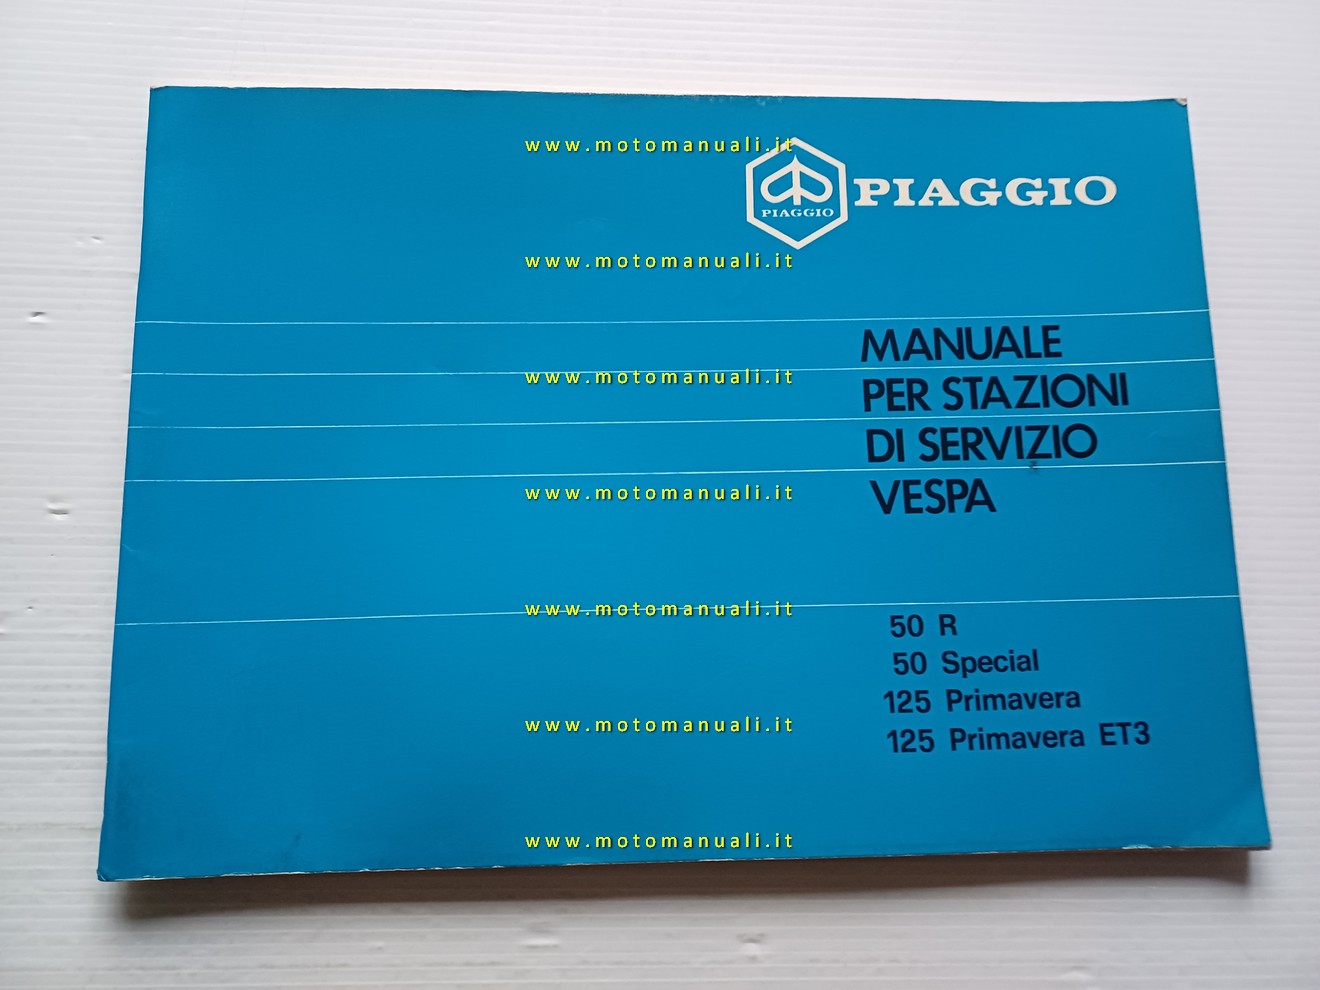 www.motomanuali.it
PIAGGIO
PIAGGIO
www.motomanuali.it
MANUALE
www.motomanuali.it
PER STAZIONI
DI SERVIZIO
www.motomanuali.it
VESPA
www.motomanuali.it
50 R
50 Special
125 Primavera
www.motomanuali.it
125 Primavera ET3
www.motomanuali.it